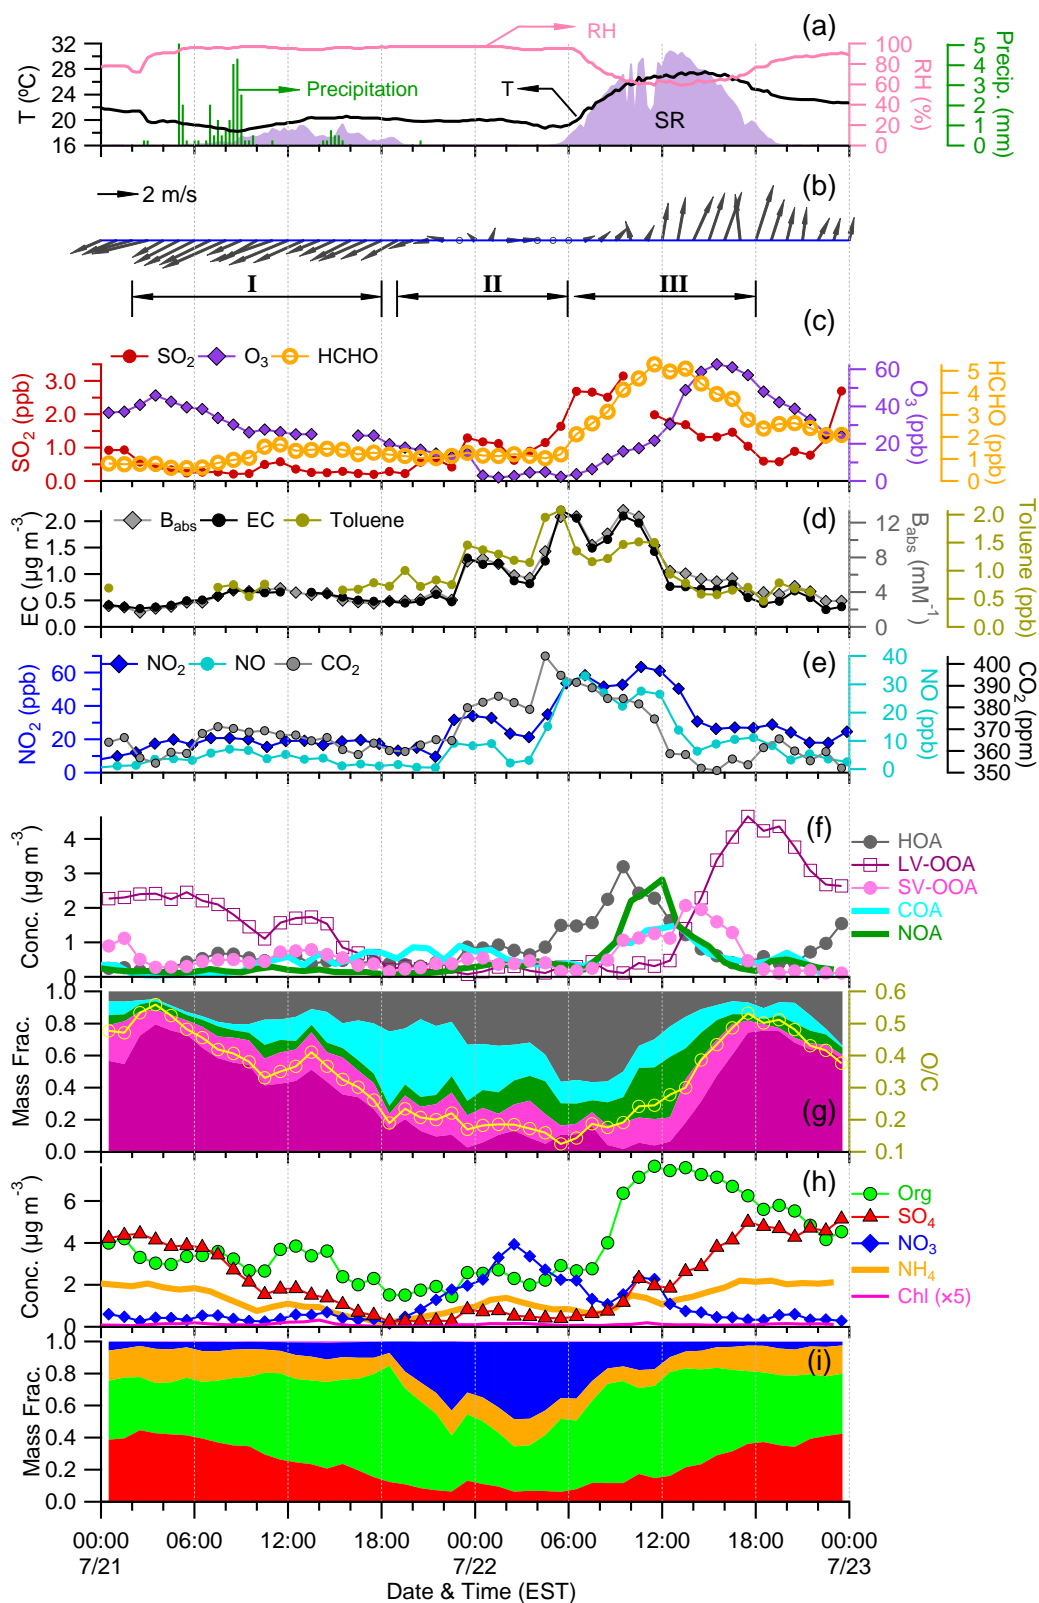 (a)
RH
32
28
24
20
16
T (ºC)
Precipitation
T
SR
100
80
60
40
20
0
RH (%)
5
4
3
2
1
0
Precip. (mm)
(b)
2 m/s
I
II
III
(c)
SO2
O3
HCHO
3.0
2.0
1.0
0.0
SO2 (ppb)
60
40
20
0
O3 (ppb)
5
4
3
2
1
0
HCHO (ppb)
(d)
Babs
EC
Toluene
2.0
1.5
1.0
0.5
0.0
EC (µg m-3)
12
8
4
0
Babs (mM-1)
2.0
1.5
1.0
0.5
0.0
Toluene (ppb)
(e)
NO2
NO
CO2
60
40
20
0
NO2 (ppb)
40
30
20
10
0
NO (ppb)
400
390
380
370
360
350
CO2 (ppm)
(f)
4
3
2
1
0
Conc. (µg m-3)
HOA
LV-OOA
SV-OOA
COA
NOA
(g)
1.0
0.8
0.6
0.4
0.2
0.0
Mass Frac.
0.6
0.5
0.4
0.3
0.2
0.1
O/C
(h)
6
4
2
0
Conc. (µg m-3)
Org
SO4
NO3
NH4
Chl (×5)
(i)
1.0
0.8
0.6
0.4
0.2
0.0
Mass Frac.
00:00 06:00 12:00 18:00 00:00 06:00 12:00 18:00 00:00
7/21 7/22 7/23
Date & Time (EST)